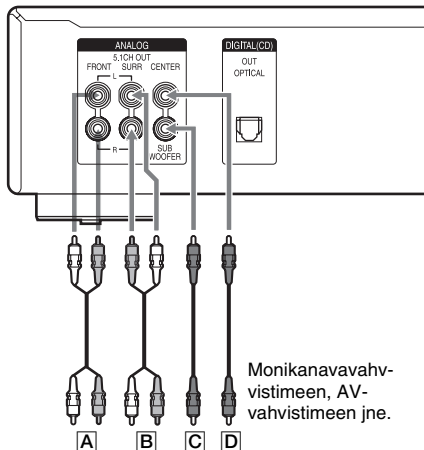 ANALOG
5.1CH OUT
FRONT SURR CENTER
L
R
SUB
WOOFER
DIGITAL(CD)
OUT
OPTICAL
Monikanavavahv-
vistimeen, AV-
vahvistimeen jne.
A B C D